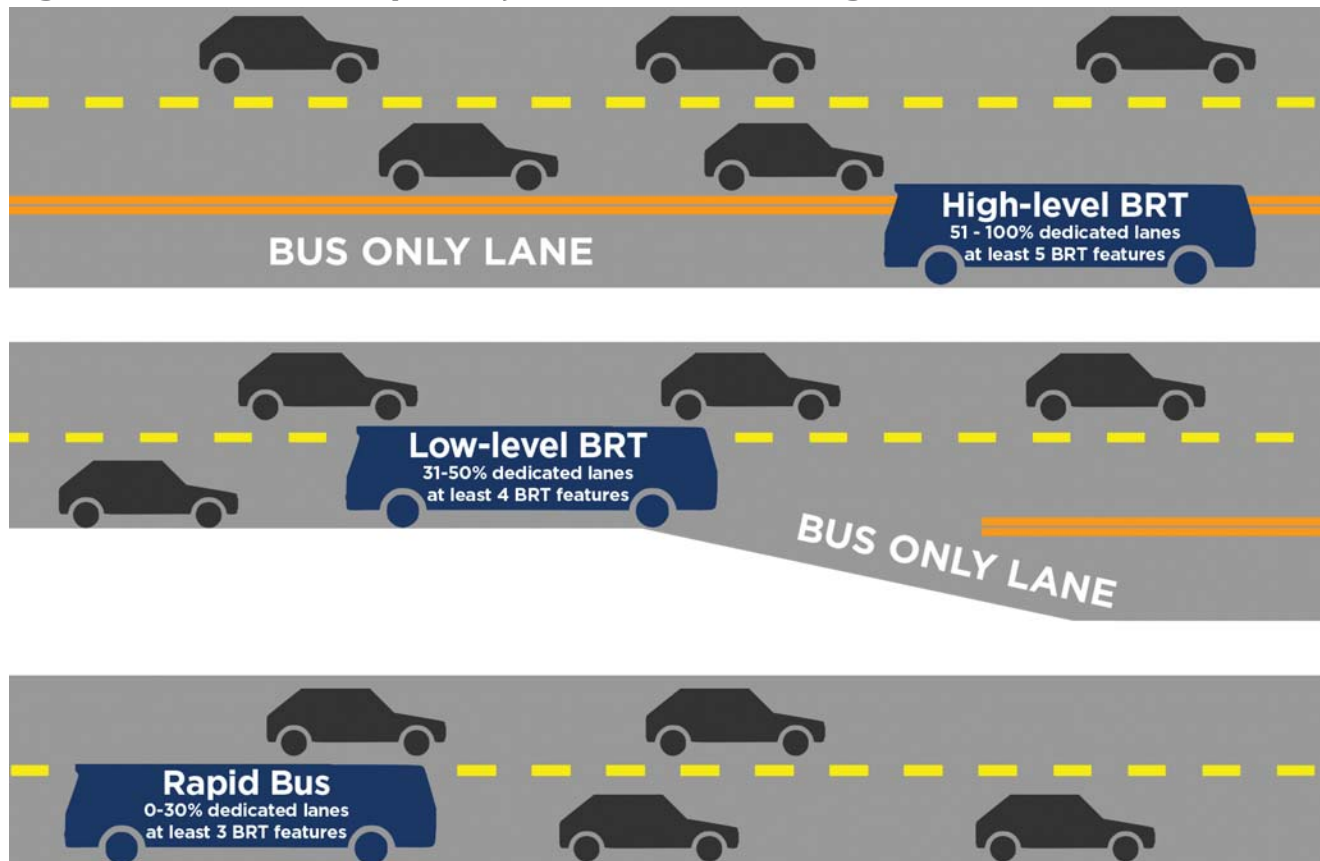 High-level BRT
51 - 100% dedicated lanes
at least 5 BRT features
BUS ONLY LANE
Low-level BRT
31-50% dedicated lanes
at least 4 BRT features
BUS ONLY LANE
Rapid Bus
0-30% dedicated lanes
at least 3 BRT features